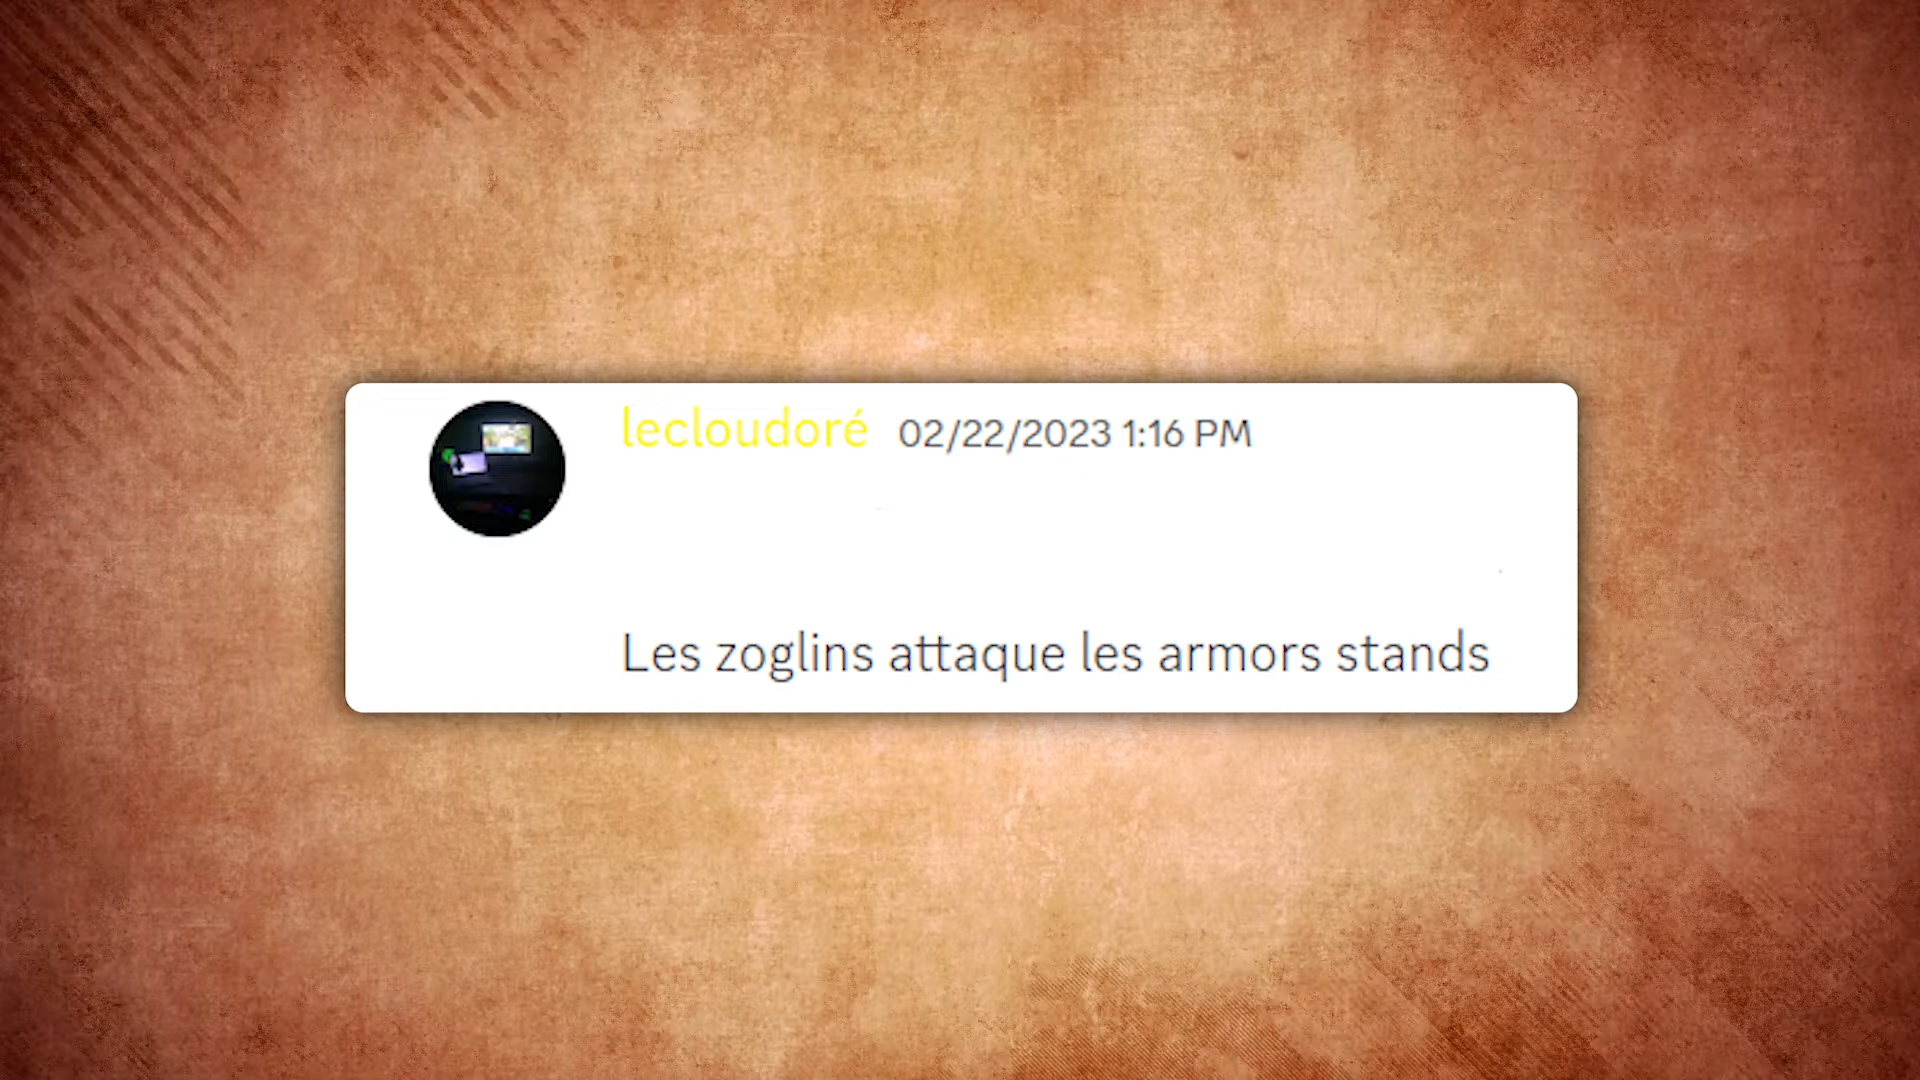 lecloudoré 02/22/2023 1:16 PM
Les zoglins attaque les armors stands